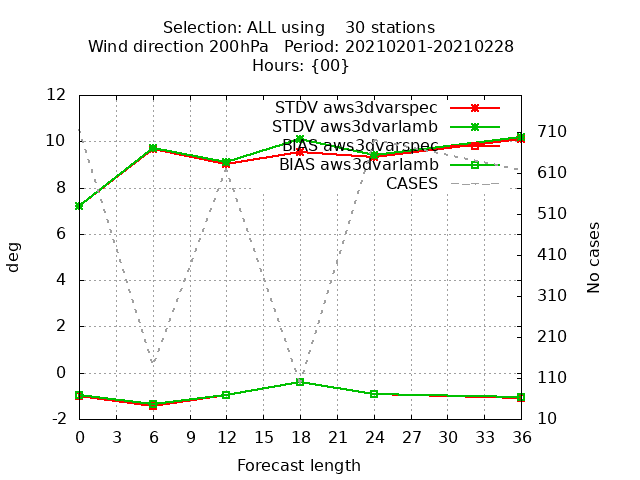 Selection: ALL using 30 stations
Wind direction 200hPa Period: 20210201-20210228
Hours: {00}
STDV aws3dvarspec
STDV aws3dvarlamb
BIAS aws3dvarspec
BIAS aws3dvarlamb
CASES
12
10
8
6
4
2
0
-2
deg
710
610
510
410
310
210
110
10
No cases
0 3 6 9 12 15 18 21 24 27 30 33 36
Forecast length